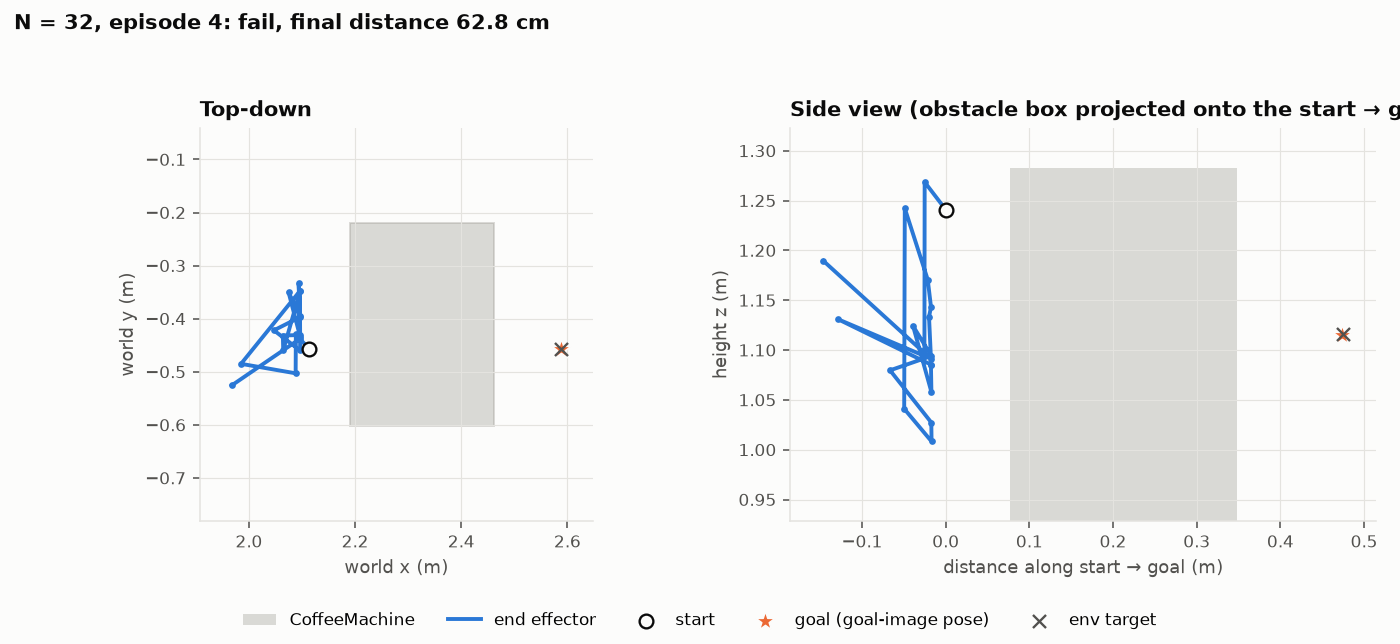 N = 32, episode 4: fail, final distance 62.8 cm
Top-down
−0.1
−0.2
−0.3
−0.4
−0.5
−0.6
−0.7
world y (m)
2.0 2.2 2.4 2.6
world x (m)
Side view (obstacle box projected onto the start → g
1.30
1.25
1.20
1.15
1.10
1.05
1.00
0.95
height z (m)
−0.1 0.0 0.1 0.2 0.3 0.4 0.5
distance along start → goal (m)
CoffeeMachine end effector start goal (goal-image pose) env target